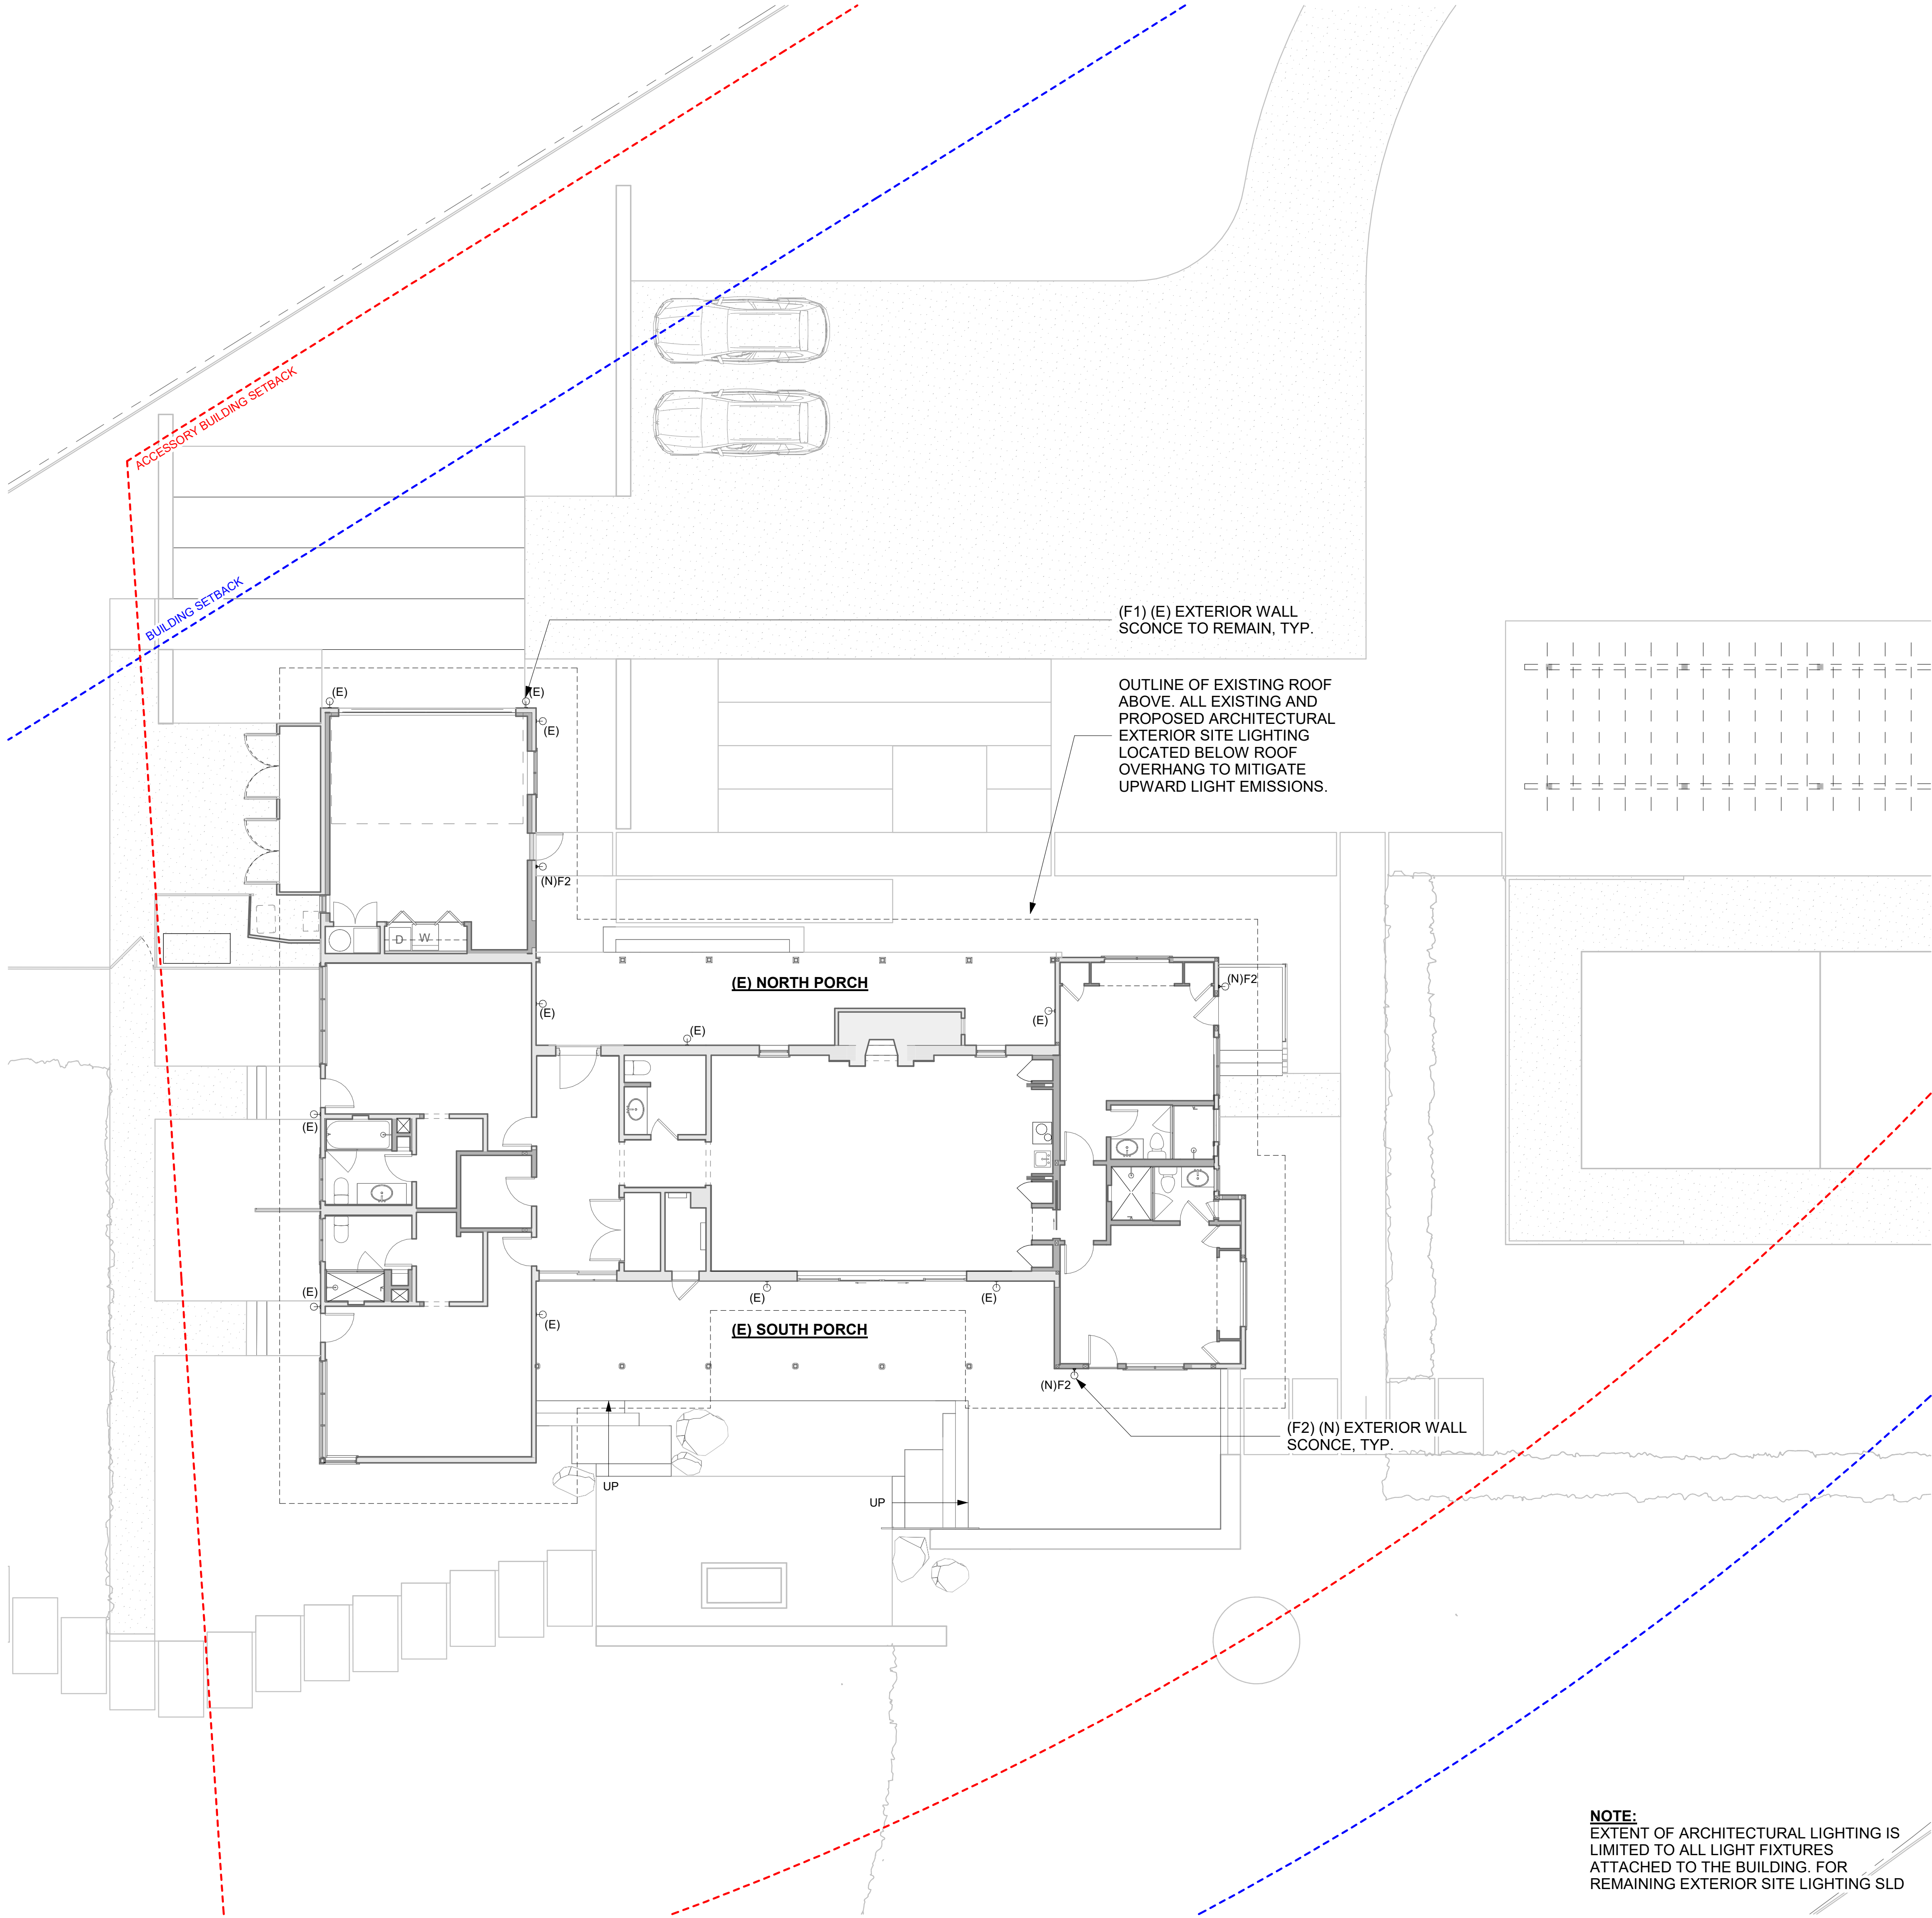 ACCESSORY BUILDING SETBACK
BUILDING SETBACK
(F1) (E) EXTERIOR WALL
SCONCE TO REMAIN, TYP.
OUTLINE OF EXISTING ROOF
ABOVE. ALL EXISTING AND
PROPOSED ARCHITECTURAL
EXTERIOR SITE LIGHTING
LOCATED BELOW ROOF
OVERHANG TO MITIGATE
UPWARD LIGHT EMISSIONS.
(E)
(E)
(E)
(N)F2
D
W
(E) NORTH PORCH
(N)F2
(E)
(E)
(E)
(E)
(E)
(E)
(E)
(E)
(E) SOUTH PORCH
(N)F2
(F2) (N) EXTERIOR WALL
SCONCE, TYP.
UP
UP
NOTE:
EXTENT OF ARCHITECTURAL LIGHTING IS
LIMITED TO ALL LIGHT FIXTURES
ATTACHED TO THE BUILDING. FOR
REMAINING EXTERIOR SITE LIGHTING SLD